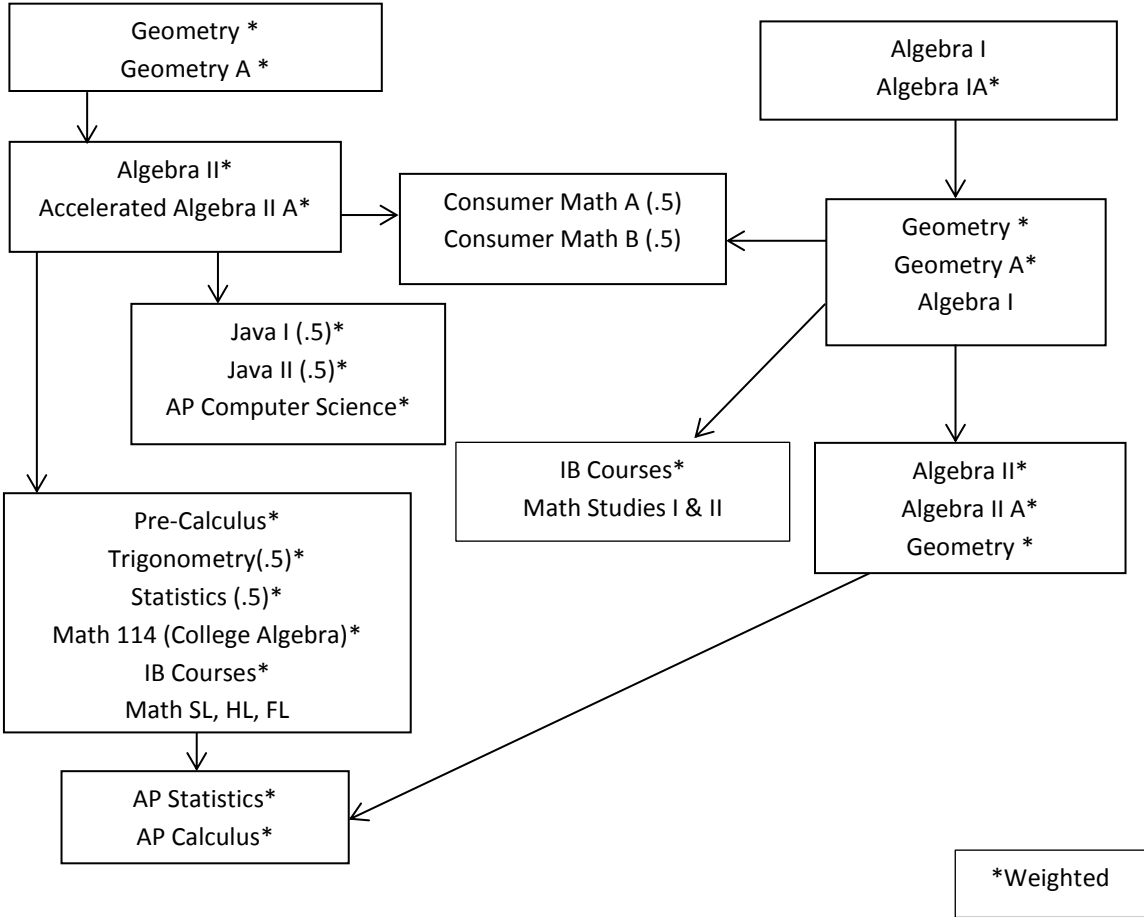 Geometry *
Geometry A *
Algebra I
Algebra IA*
Algebra II*
Accelerated Algebra II A*
Consumer Math A (.5)
Consumer Math B (.5)
Geometry *
Geometry A*
Algebra I
Java I (.5)*
Java II (.5)*
AP Computer Science*
IB Courses*
Math Studies I & II
Algebra II*
Algebra II A*
Geometry *
Pre-Calculus*
Trigonometry(.5)*
Statistics (.5)*
Math 114 (College Algebra)*
IB Courses*
Math SL, HL, FL
AP Statistics*
AP Calculus*
*Weighted